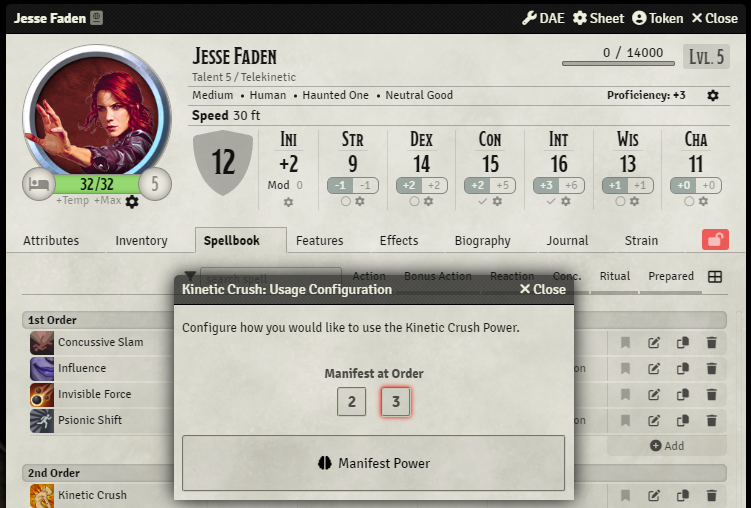 Jesse Faden DAE Sheet Token Close
Jesse Faden 0 / 14000 Lvl. 5
Talent 5 / Telekinetic
Medium • Human • Haunted One • Neutral Good Proficiency: +3
Speed 30 ft
12 Ini Str Dex Con Int Wis Cha
+2 9 14 15 16 13 11
Mod 0 -1 -1 +2 +2 +2 +5 +3 +6 +1 +1 +0 +0
32/32 5
+Temp +Max
Attributes Inventory Spellbook Features Effects Biography Journal Strain
Search spell Action Bonus Action Reaction Conc. Ritual Prepared
Kinetic Crush: Usage Configuration Close
Configure how you would like to use the Kinetic Crush Power.
Manifest at Order
2 3
Manifest Power
1st Order
Concussive Slam
Influence on
Invisible Force
Psionic Shift on
Add
2nd Order
Kinetic Crush